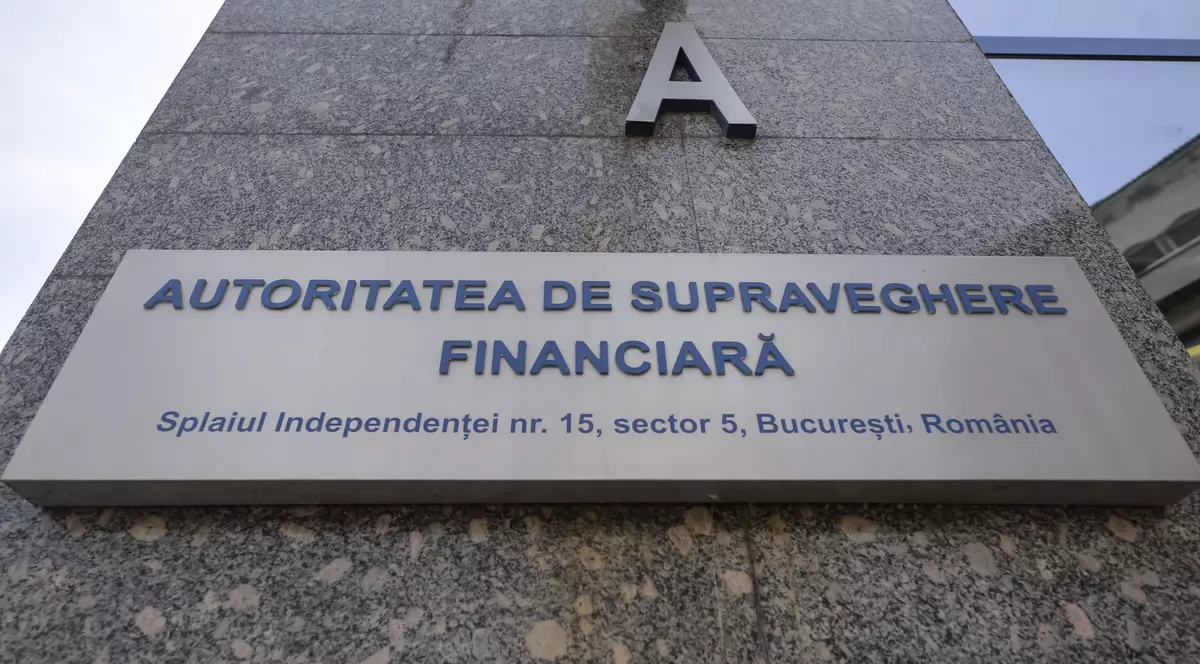 A
AUTORITATEA DE SUPRAVEGHERE
FINANCIARĂ
Splaiul Independenței nr. 15, sector 5, București, România